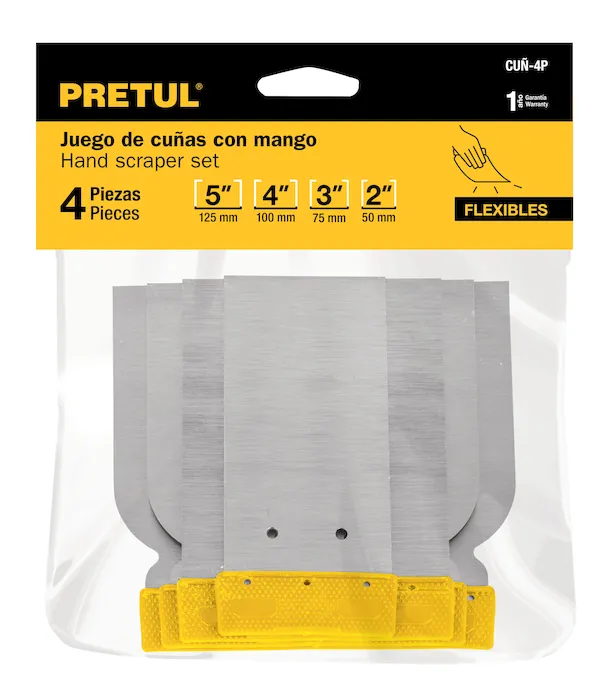 CUÑ-4P
PRETUL®
1 año Garantía Warranty
Juego de cuñas con mango
Hand scraper set
4 Piezas
Pieces
5” 4” 3” 2”
125 mm 100 mm 75 mm 50 mm
FLEXIBLES